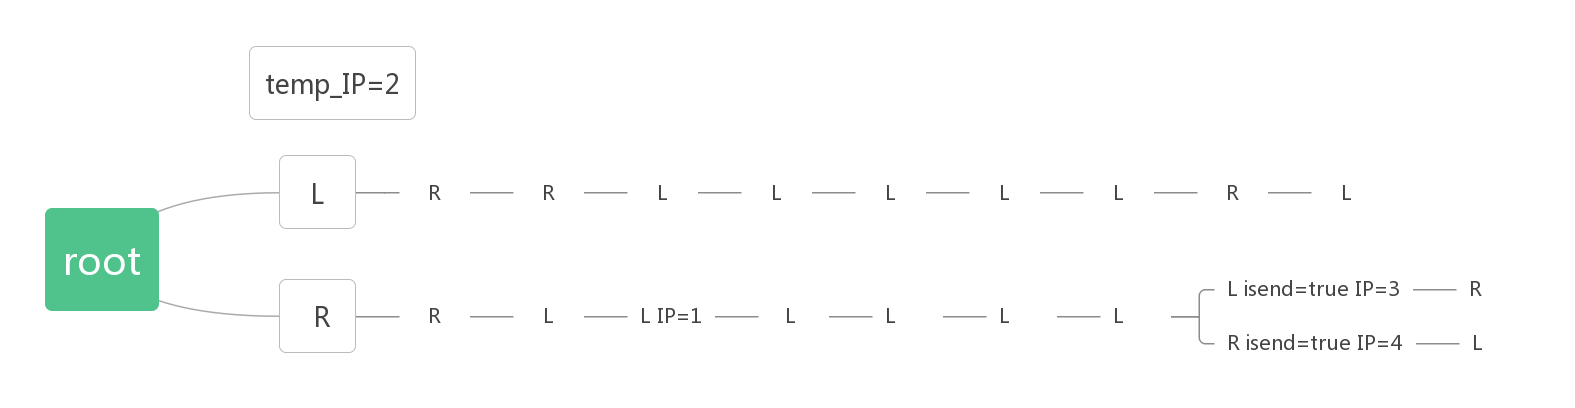 temp_IP=2
L R R L L L L L R L
root
L isend=true IP=3 R
R R L L IP=1 L L L L
R isend=true IP=4 L